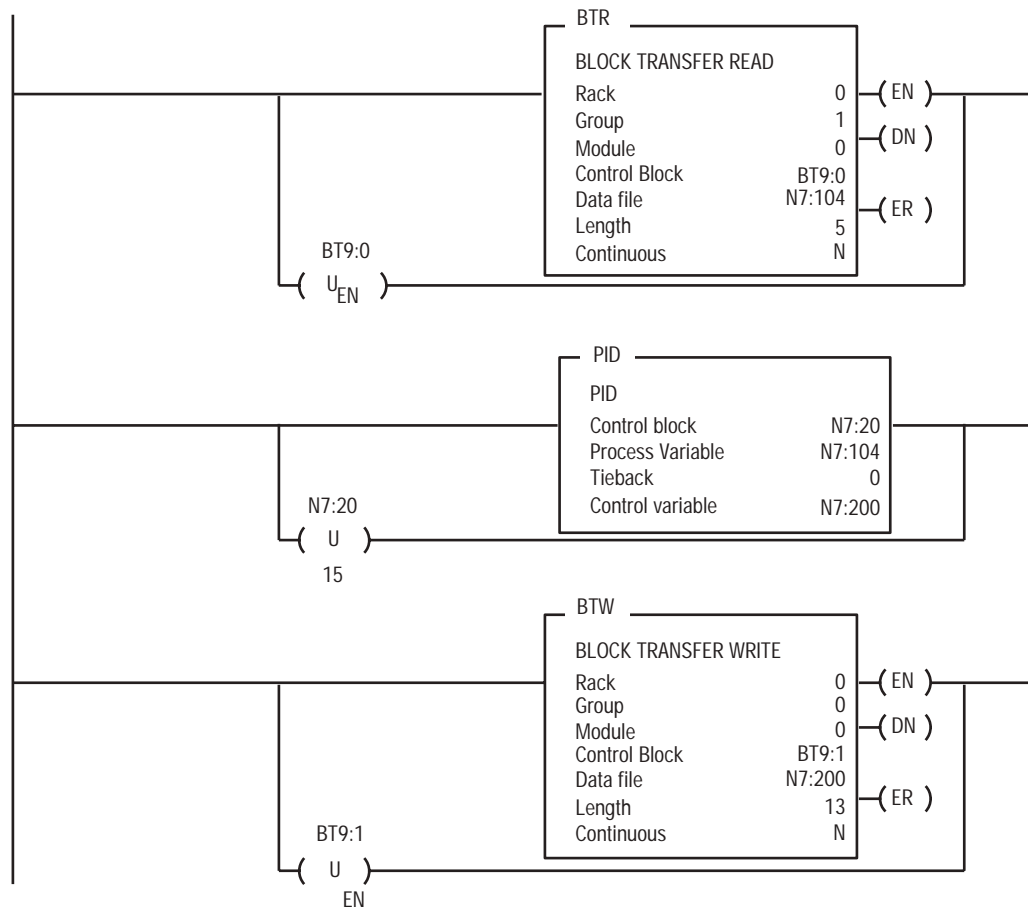 BTR
BLOCK TRANSFER READ
Rack 0 EN
Group 1
Module 0 DN
Control Block BT9:0
Data file N7:104
Length 5 ER
Continuous N
BT9:0
U EN
PID
PID
Control block N7:20
Process Variable N7:104
Tieback 0
Control variable N7:200
N7:20
U
15
BTW
BLOCK TRANSFER WRITE
Rack 0 EN
Group 0
Module 0 DN
Control Block BT9:1
Data file N7:200
Length 13 ER
Continuous N
BT9:1
U
EN